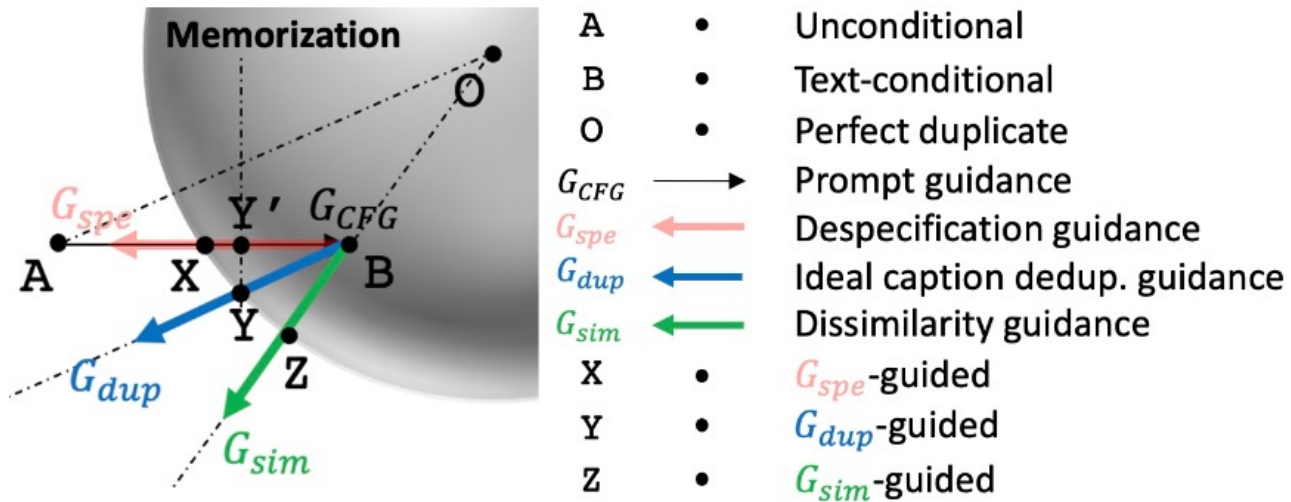 Memorization
O
G_spe
Y'
G_CFG
A
X
B
Y
Z
G_dup
G_sim
A • Unconditional
B • Text-conditional
O • Perfect duplicate
G_CFG Prompt guidance
G_spe Despecification guidance
G_dup Ideal caption dedup. guidance
G_sim Dissimilarity guidance
X • G_spe-guided
Y • G_dup-guided
Z • G_sim-guided